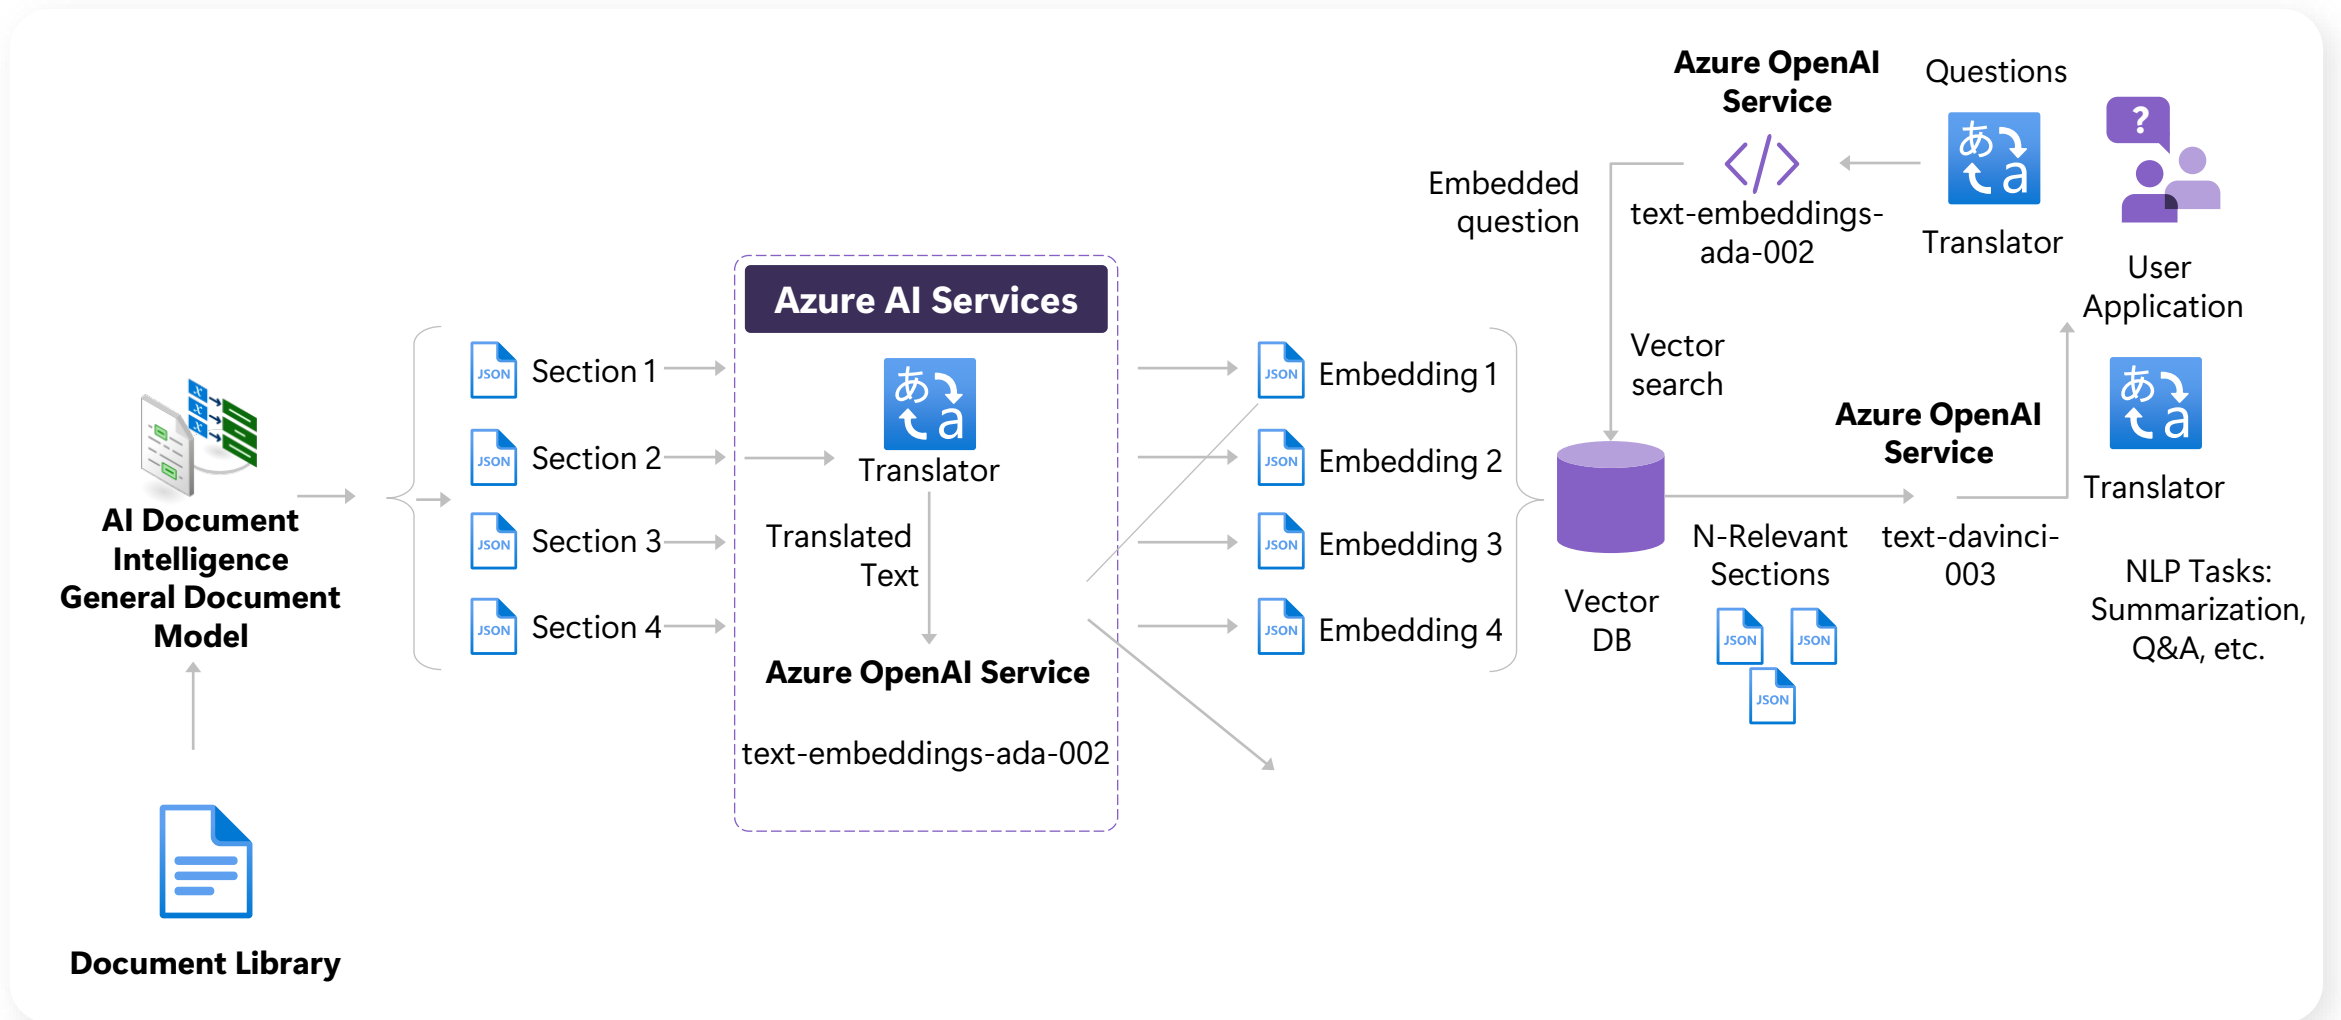 AI Document
Intelligence
General Document
Model
Document Library
JSON
Section 1
JSON
Section 2
JSON
Section 3
JSON
Section 4
Azure AI Services
あ
a
Translator
Translated
Text
Azure OpenAI Service
text-embeddings-ada-002
JSON
Embedding 1
JSON
Embedding 2
JSON
Embedding 3
JSON
Embedding 4
Vector
DB
Embedded
question
Vector
search
Azure OpenAI
Service
</>
text-embeddings-
ada-002
Questions
あ
a
Translator
?
User
Application
N-Relevant
Sections
JSON
JSON
JSON
Azure OpenAI
Service
text-davinci-
003
あ
a
Translator
NLP Tasks:
Summarization,
Q&A, etc.
x
x
x